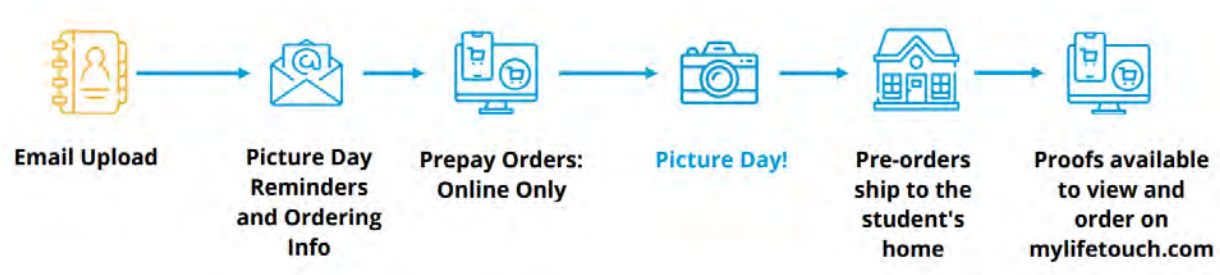 Email Upload
Picture Day
Reminders
and Ordering
Info
Prepay Orders:
Online Only
Picture Day!
Pre-orders
ship to the
student's
home
Proofs available
to view and
order on
mylifetouch.com